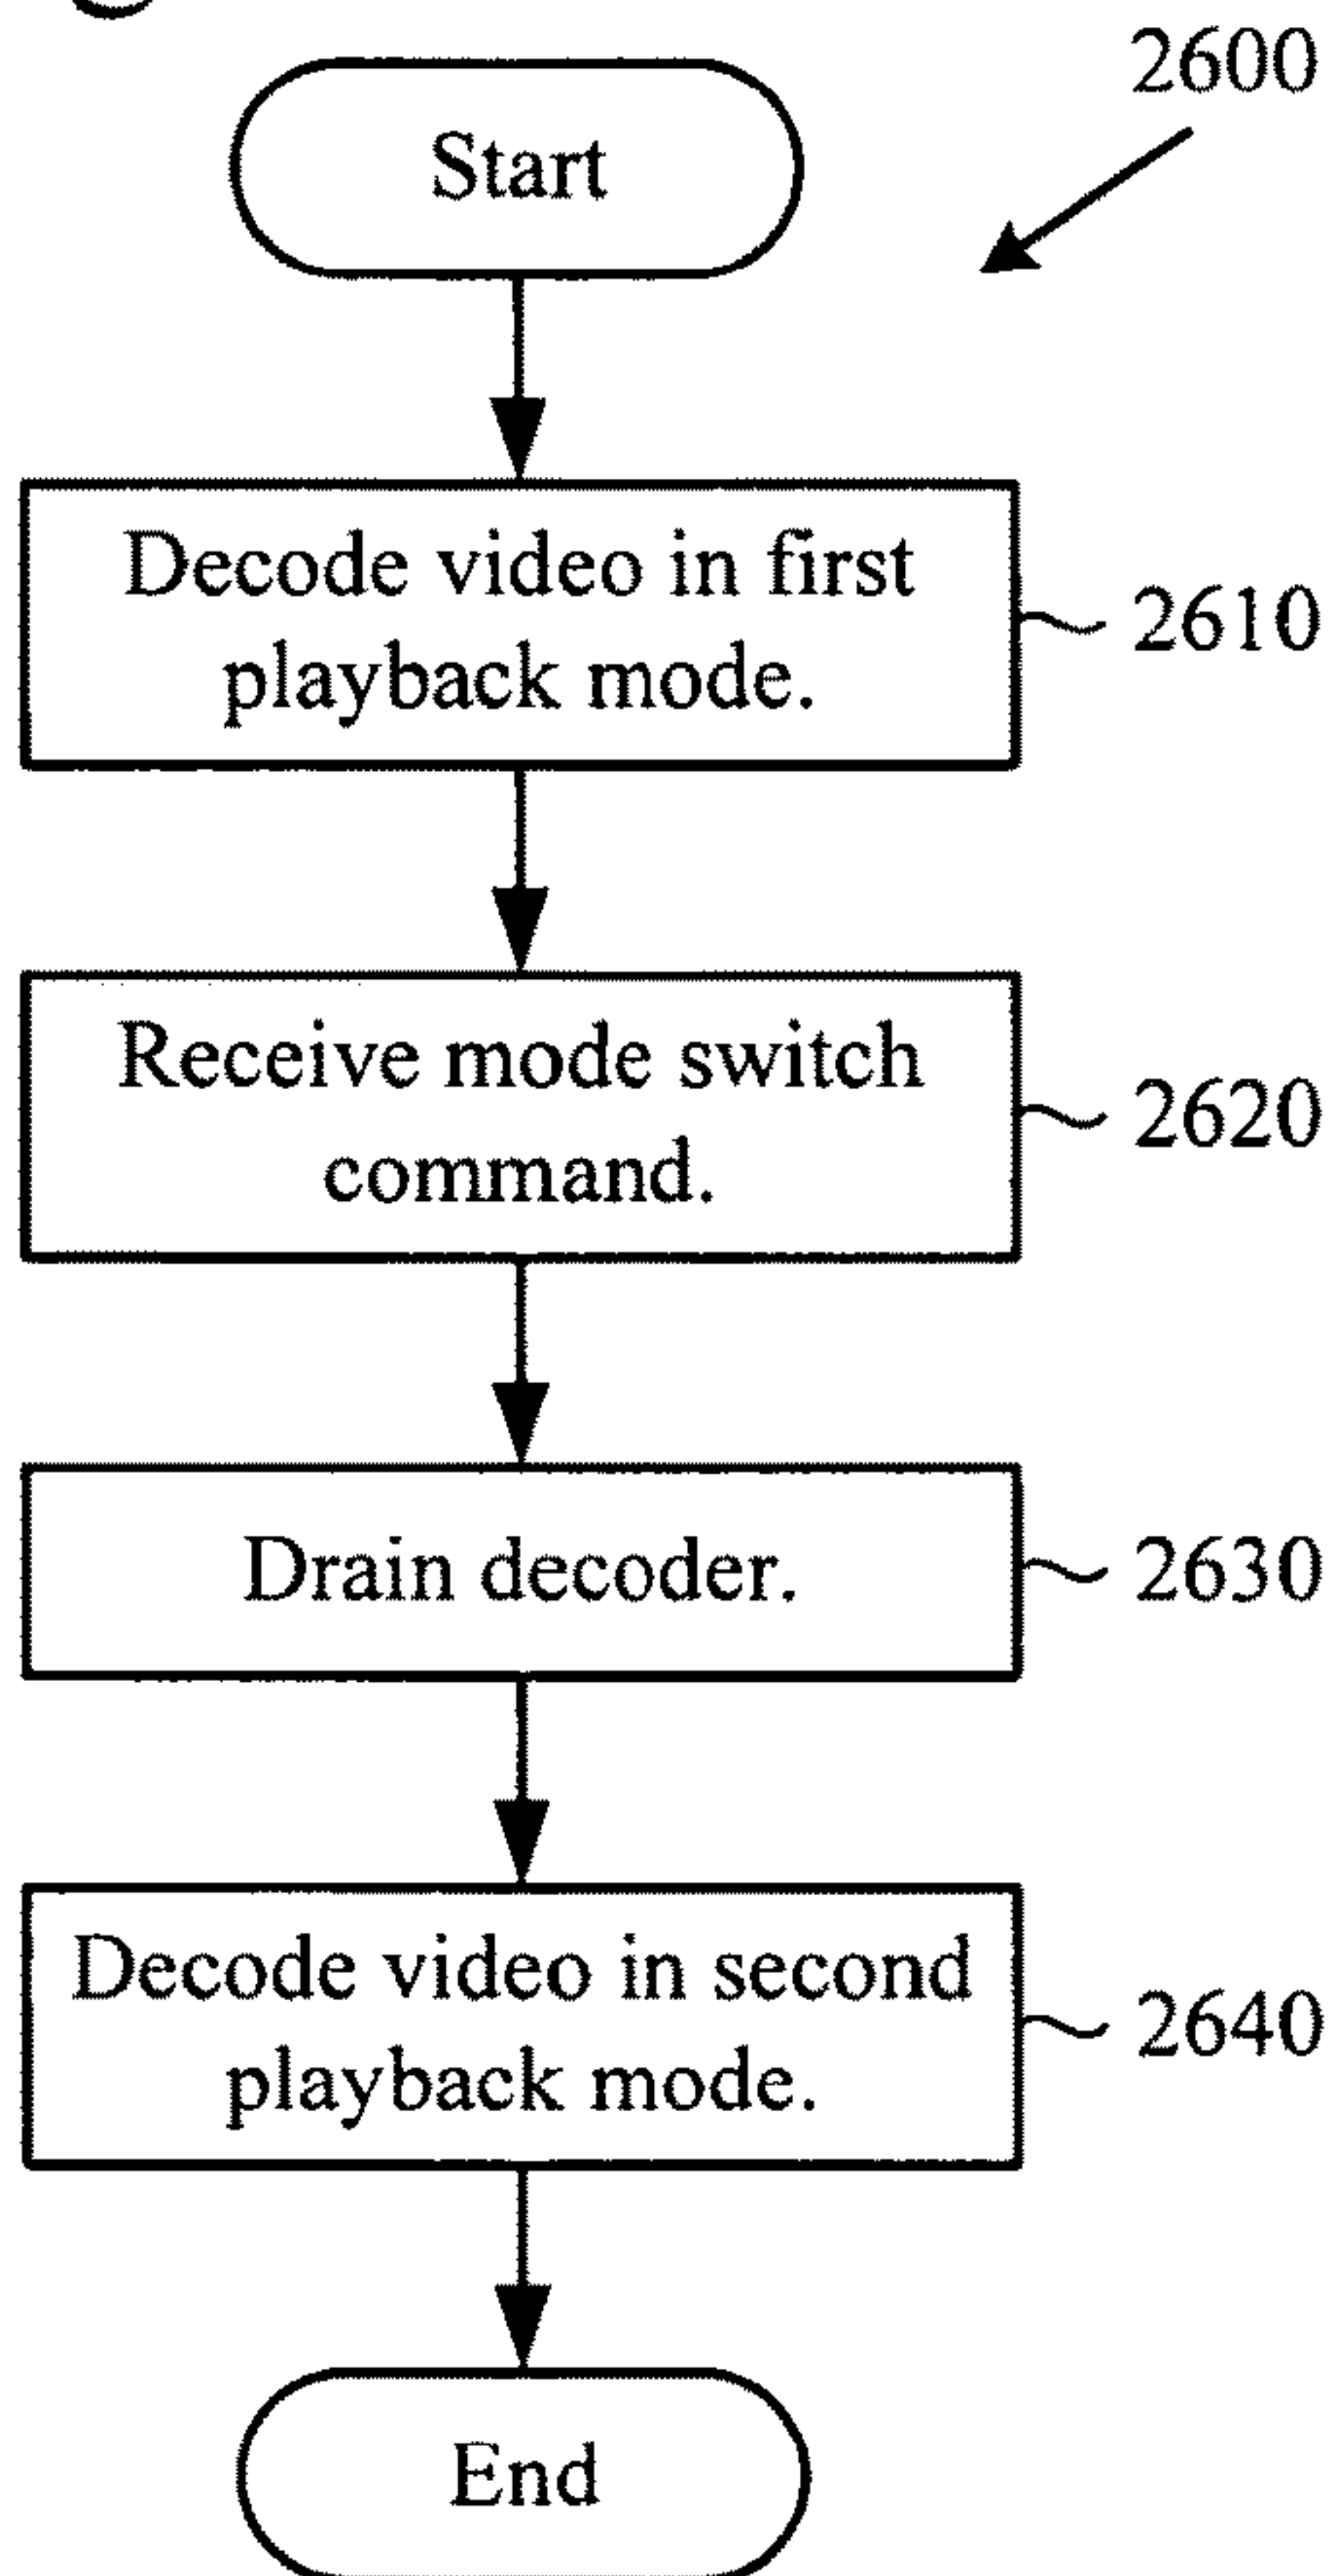 2600
Start
Decode video in first
playback mode.
2610
Receive mode switch
command.
2620
Drain decoder.
2630
Decode video in second
playback mode.
2640
End